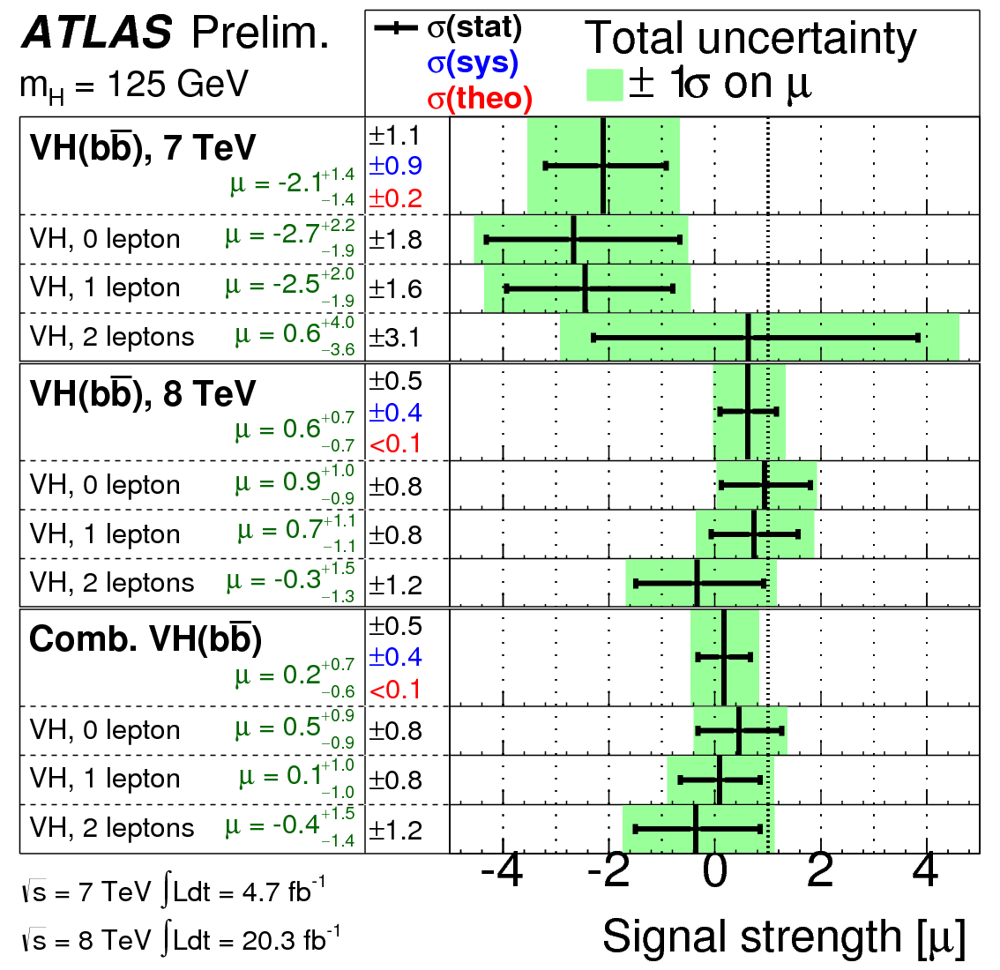 ATLAS Prelim.
m_H = 125 GeV
σ(stat)
σ(sys)
σ(theo)
Total uncertainty
± 1σ on μ
VH(bb̅), 7 TeV
μ = -2.1 +1.4 −1.4
±1.1
±0.9
±0.2
VH, 0 lepton μ = -2.7 +2.2 −1.9 ±1.8
VH, 1 lepton μ = -2.5 +2.0 −1.9 ±1.6
VH, 2 leptons μ = 0.6 +4.0 −3.6 ±3.1
VH(bb̅), 8 TeV
μ = 0.6 +0.7 −0.7
±0.5
±0.4
<0.1
VH, 0 lepton μ = 0.9 +1.0 −0.9 ±0.8
VH, 1 lepton μ = 0.7 +1.1 −1.1 ±0.8
VH, 2 leptons μ = -0.3 +1.5 −1.3 ±1.2
Comb. VH(bb̅)
μ = 0.2 +0.7 −0.6
±0.5
±0.4
<0.1
VH, 0 lepton μ = 0.5 +0.9 −0.9 ±0.8
VH, 1 lepton μ = 0.1 +1.0 −1.0 ±0.8
VH, 2 leptons μ = -0.4 +1.5 −1.4 ±1.2
-4 -2 0 2 4
√s = 7 TeV ∫Ldt = 4.7 fb⁻¹
√s = 8 TeV ∫Ldt = 20.3 fb⁻¹
Signal strength [μ]